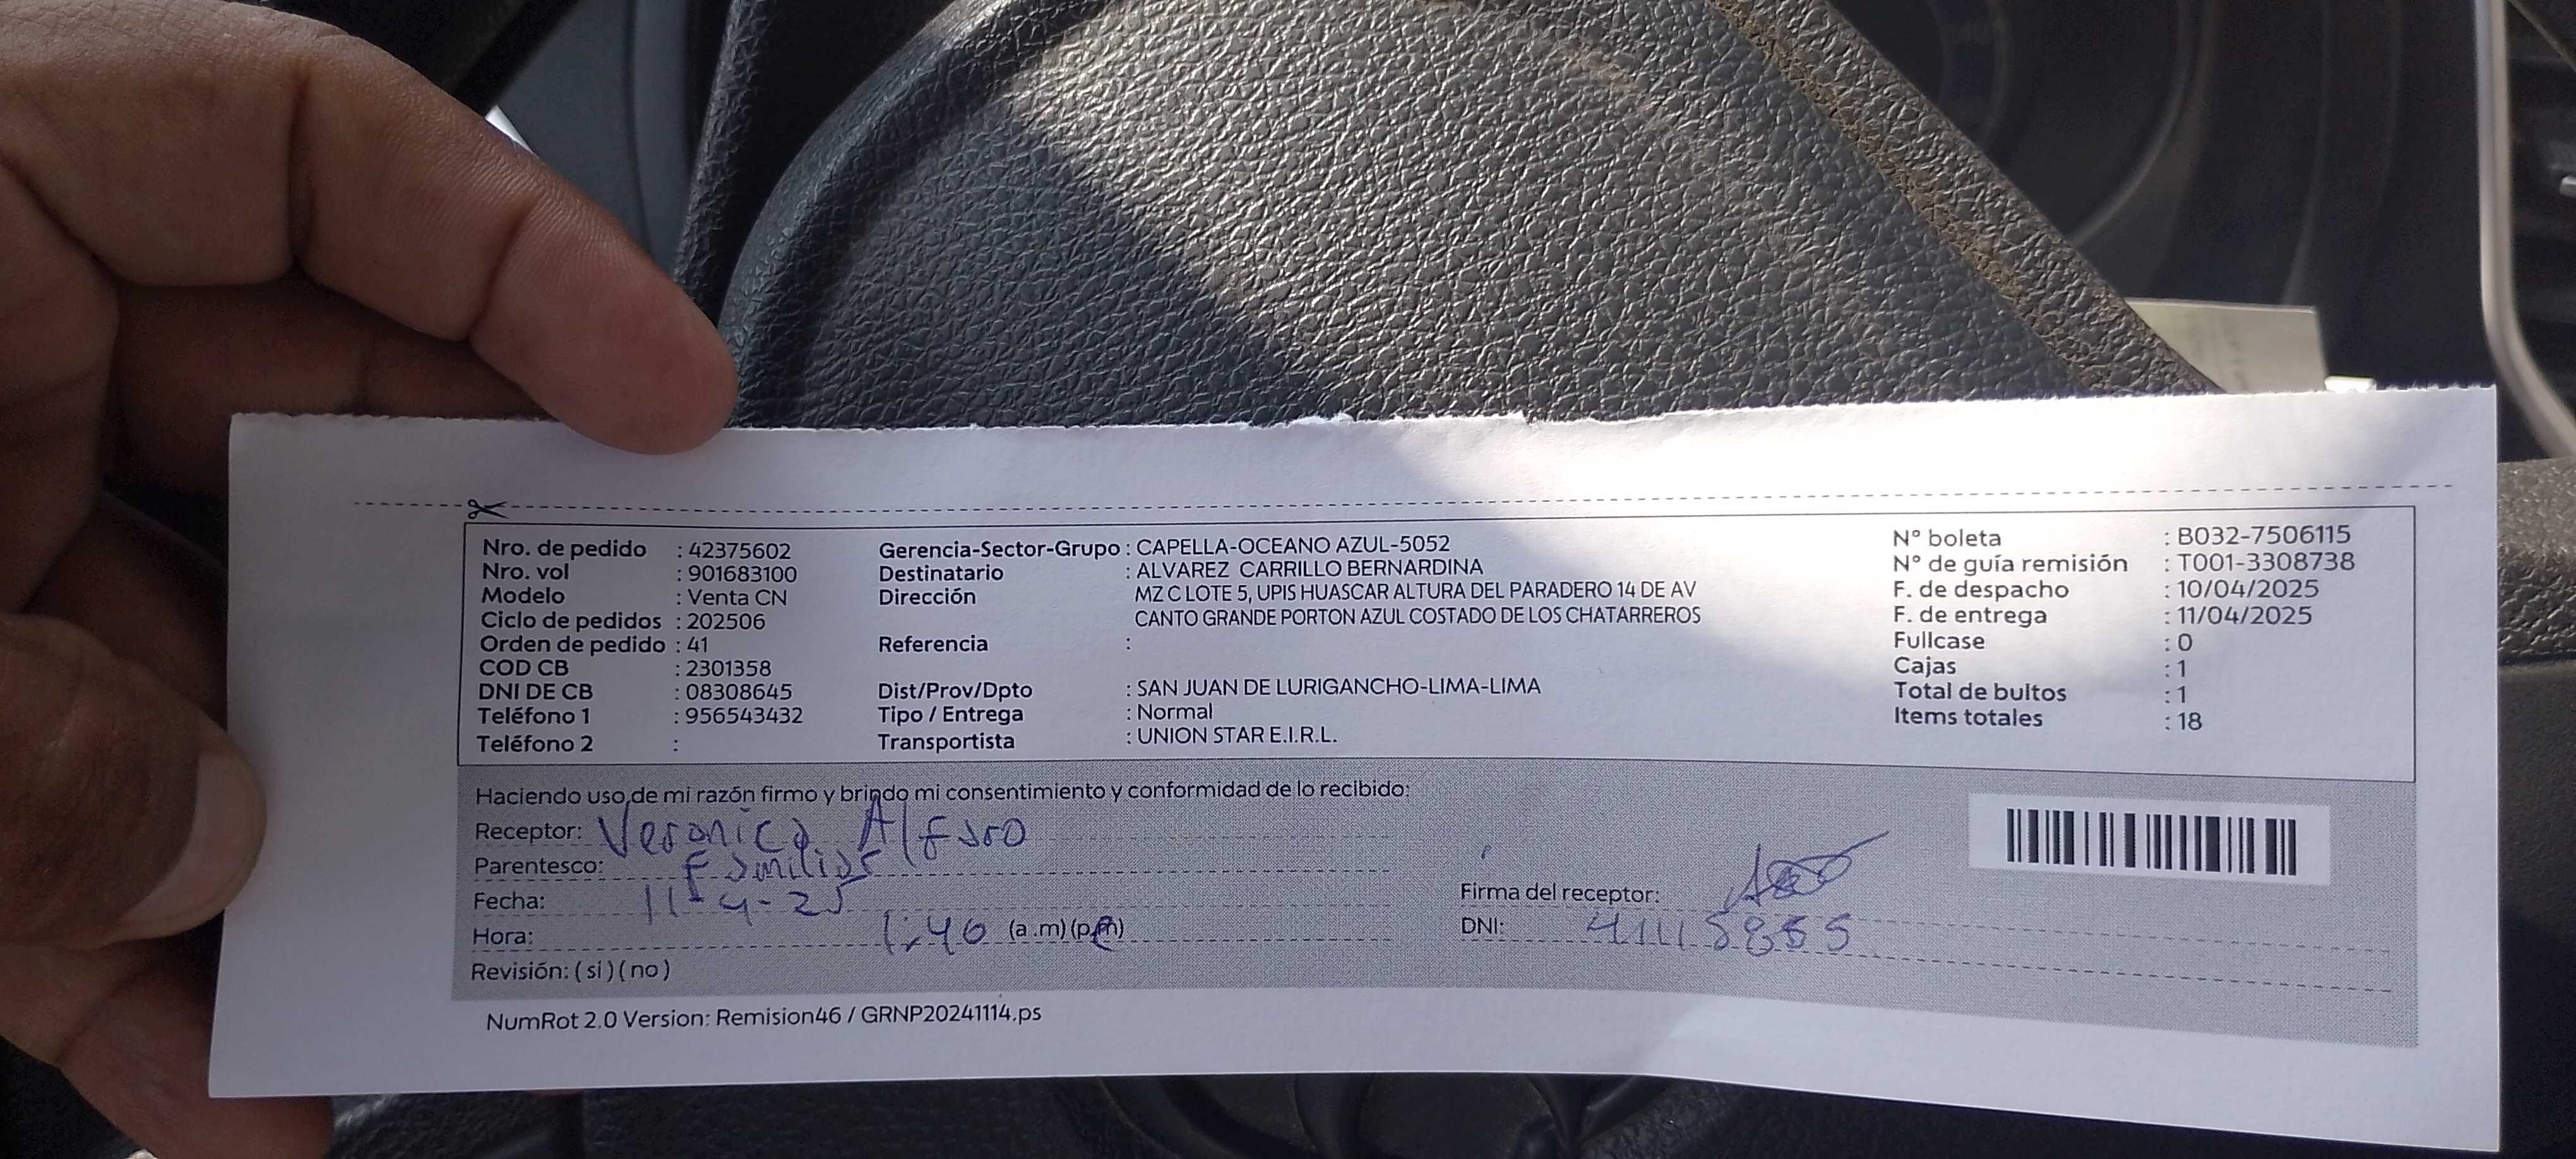 Nro. de pedido : 42375602
Nro. vol : 901683100
Modelo : Venta CN
Ciclo de pedidos : 202506
Orden de pedido : 41
COD CB : 2301358
DNI DE CB : 08308645
Teléfono 1 : 956543432
Teléfono 2 :
Gerencia-Sector-Grupo : CAPELLA-OCEANO AZUL-5052
Destinatario : ALVAREZ CARRILLO BERNARDINA
Dirección MZ C LOTE 5, UPIS HUASCAR ALTURA DEL PARADERO 14 DE AV
CANTO GRANDE PORTON AZUL COSTADO DE LOS CHATARREROS
Referencia :
Dist/Prov/Dpto : SAN JUAN DE LURIGANCHO-LIMA-LIMA
Tipo / Entrega : Normal
Transportista : UNION STAR E.I.R.L.
N° boleta : B032-7506115
N° de guía remisión : T001-3308738
F. de despacho : 10/04/2025
F. de entrega : 11/04/2025
Fullcase : 0
Cajas : 1
Total de bultos : 1
Items totales : 18
Haciendo uso de mi razón firmo y brindo mi consentimiento y conformidad de lo recibido:
Receptor: Veronica Alfaro
Parentesco: Familiar
Fecha: 11-4-25
Hora: 1:40 (a .m) (p.m)
Revisión: ( si ) ( no )
Firma del receptor:
DNI: 41115855
NumRot 2.0 Version: Remision46 / GRNP20241114.ps